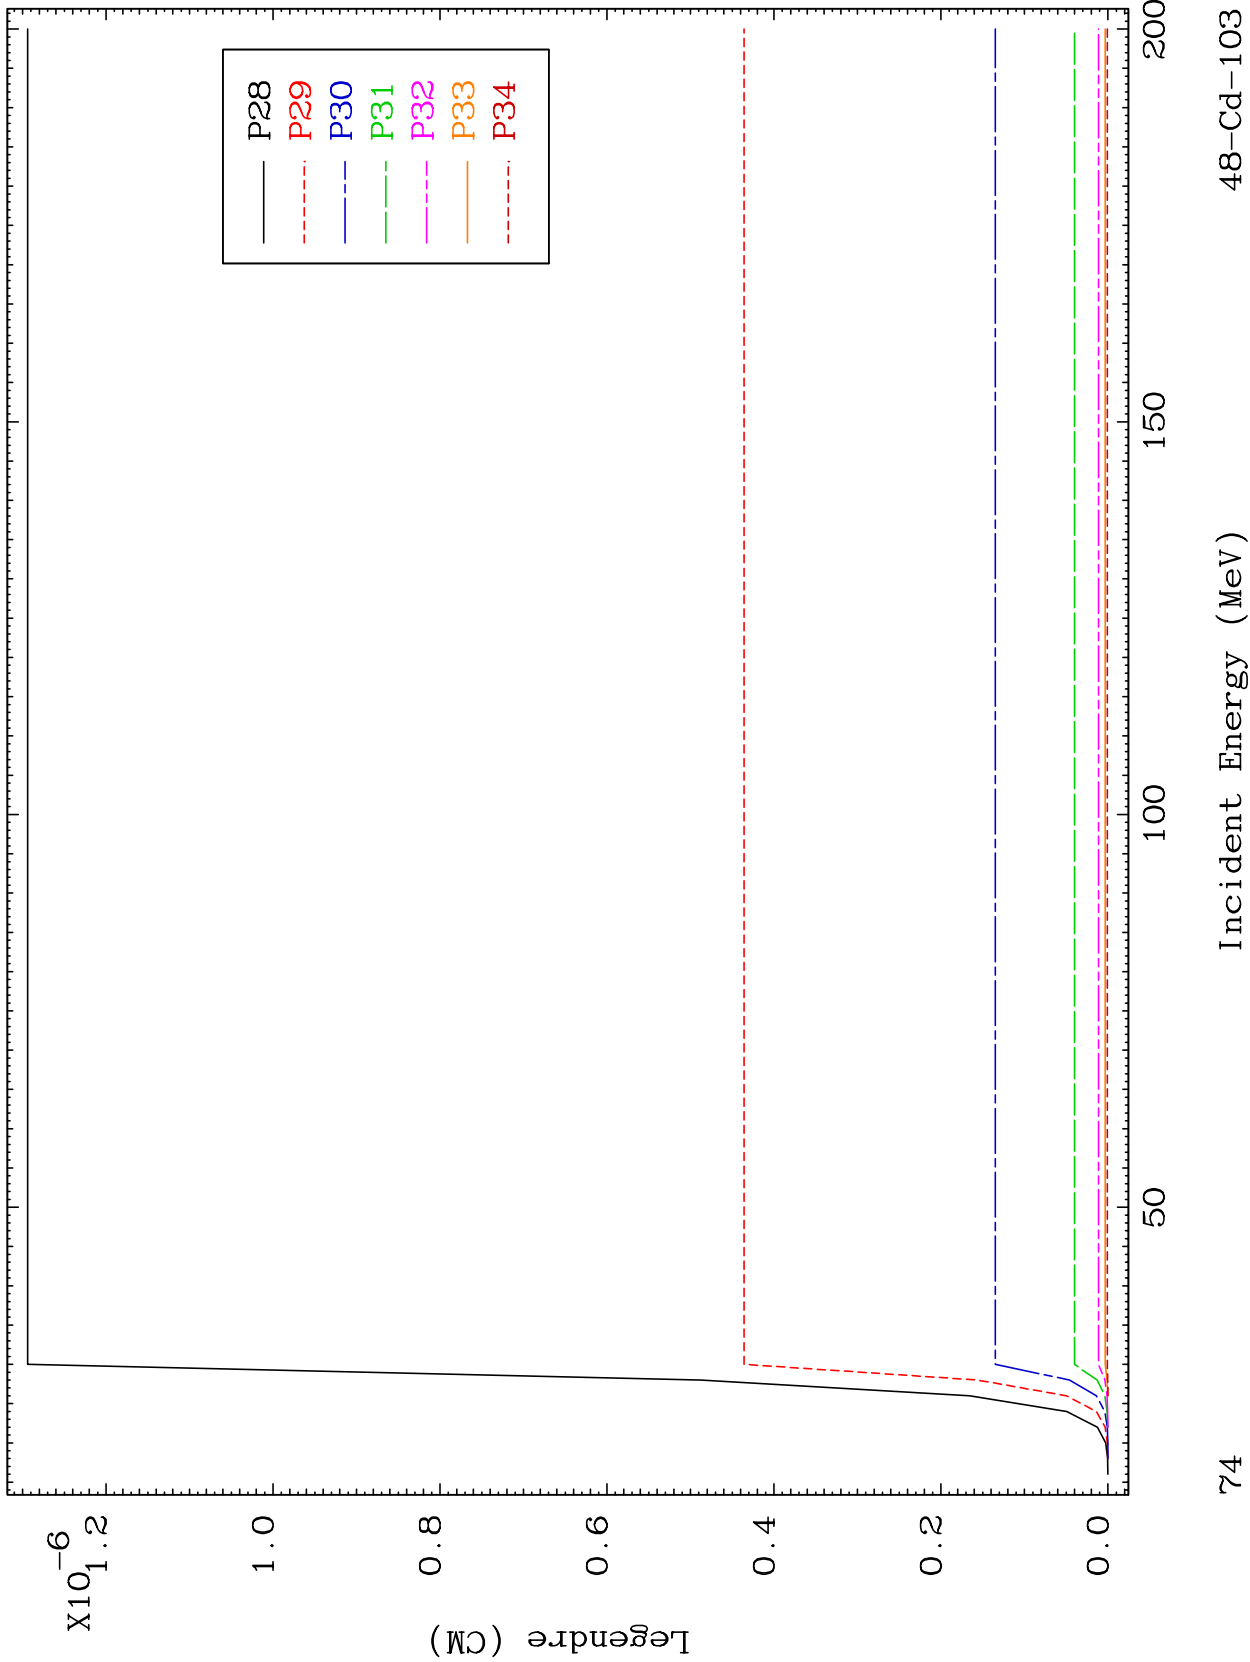 X10-6
1.2
1.0
0.8
0.6
0.4
0.2
0.0
Legendre (CM)
P28
P29
P30
P31
P32
P33
P34
50
100
150
200
Incident Energy (MeV)
74
48-Cd-103